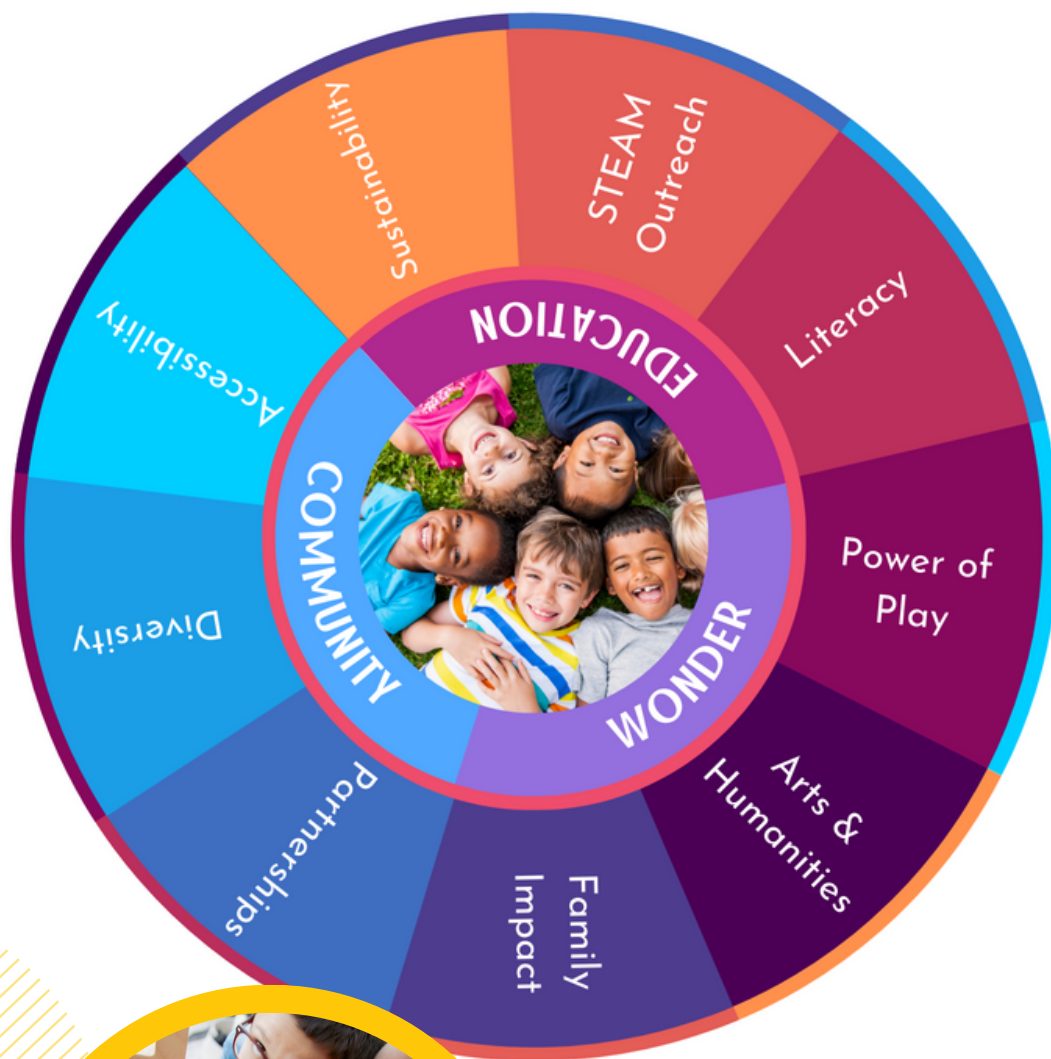 EDUCATION
WONDER
COMMUNITY
STEAM
Outreach
Literacy
Power of
Play
Arts &
Humanities
Family
Impact
Partnerships
Diversity
Accessibility
Sustainability